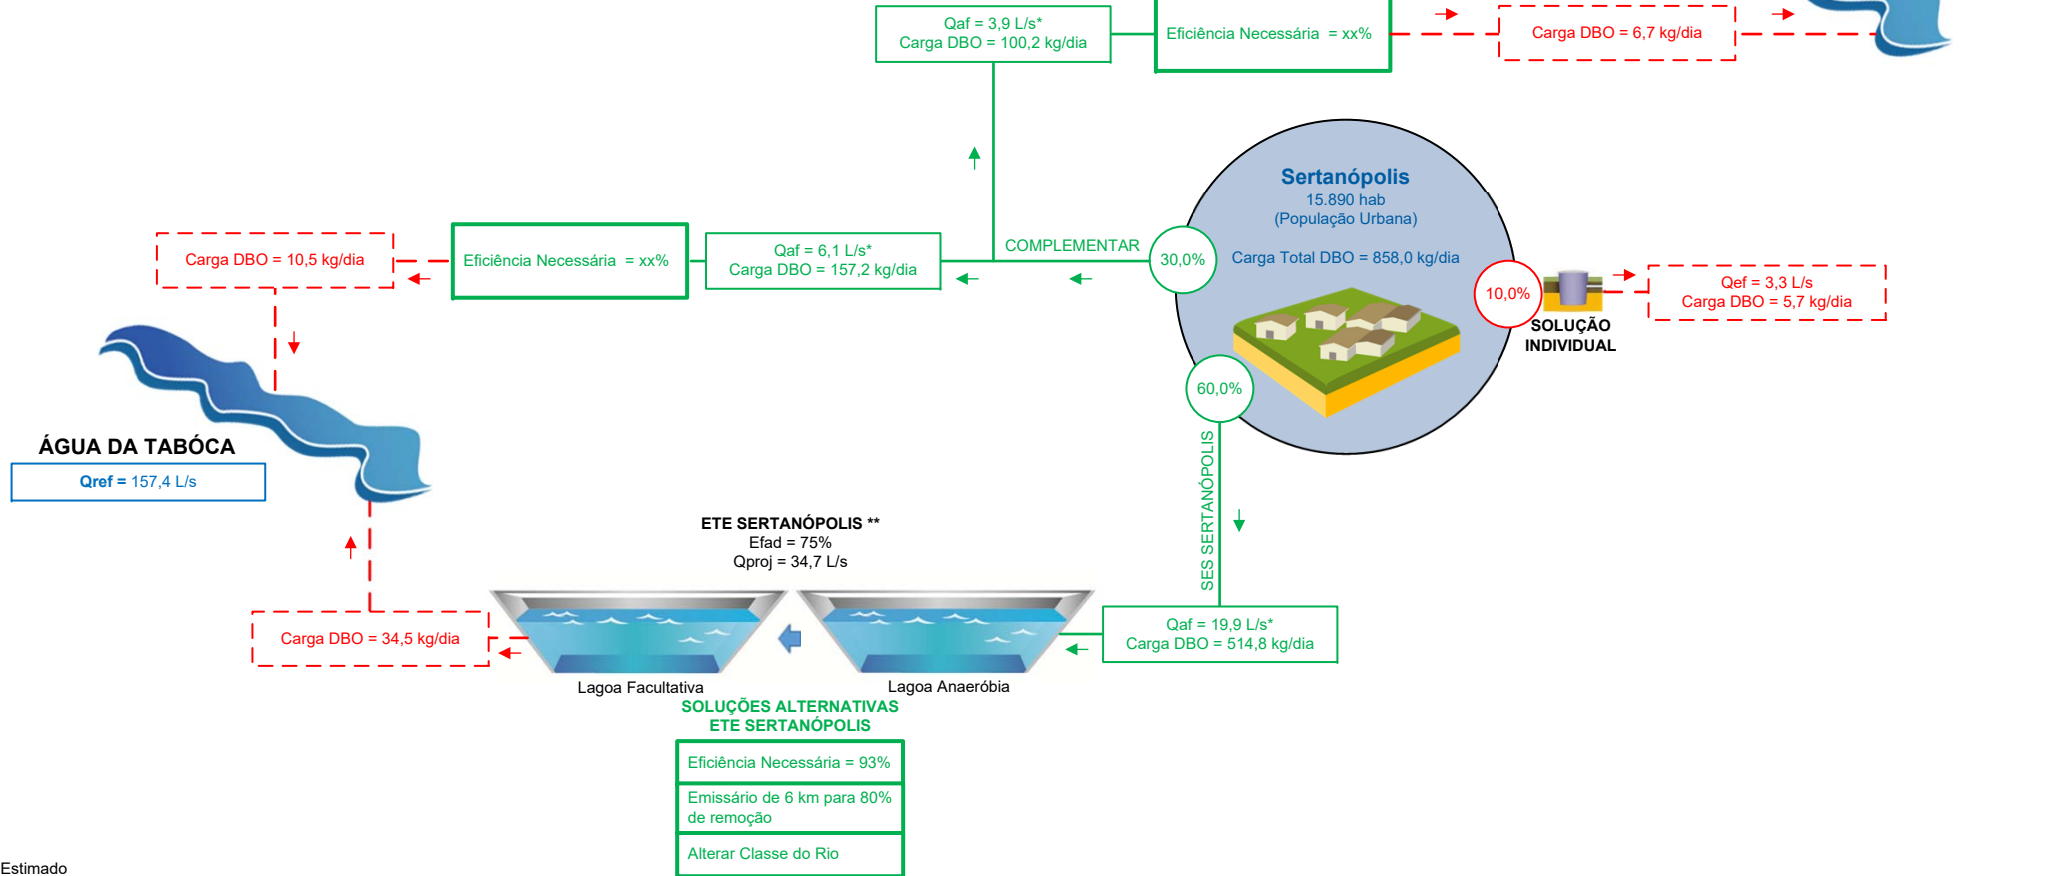 Qaf = 3,9 L/s*
Carga DBO = 100,2 kg/dia
Eficiência Necessária = xx%
Carga DBO = 6,7 kg/dia
Sertanópolis
15.890 hab
(População Urbana)
Carga Total DBO = 858,0 kg/dia
Carga DBO = 10,5 kg/dia
Eficiência Necessária = xx%
Qaf = 6,1 L/s*
Carga DBO = 157,2 kg/dia
COMPLEMENTAR
30,0%
10,0%
SOLUÇÃO
INDIVIDUAL
Qef = 3,3 L/s
Carga DBO = 5,7 kg/dia
60,0%
SES SERTANÓPOLIS
ÁGUA DA TABÓCA
Qref = 157,4 L/s
ETE SERTANÓPOLIS **
Efad = 75%
Qproj = 34,7 L/s
Carga DBO = 34,5 kg/dia
Qaf = 19,9 L/s*
Carga DBO = 514,8 kg/dia
Lagoa Facultativa
Lagoa Anaeróbia
SOLUÇÕES ALTERNATIVAS
ETE SERTANÓPOLIS
Eficiência Necessária = 93%
Emissário de 6 km para 80%
de remoção
Alterar Classe do Rio
Estimado